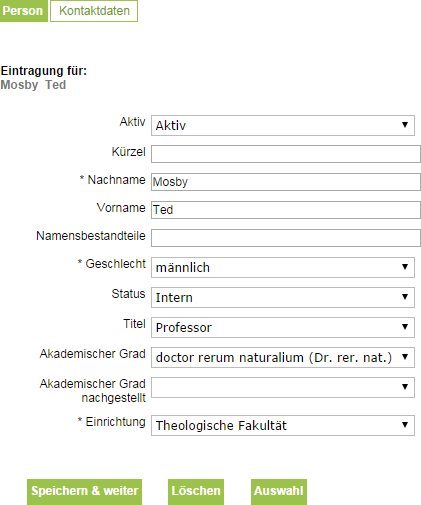 Person Kontaktdaten
Eintragung für:
Mosby Ted
Aktiv Aktiv
Kürzel
* Nachname Mosby
Vorname Ted
Namensbestandteile
* Geschlecht männlich
Status Intern
Titel Professor
Akademischer Grad doctor rerum naturalium (Dr. rer. nat.)
Akademischer Grad
nachgestellt
* Einrichtung Theologische Fakultät
Speichern & weiter Löschen Auswahl